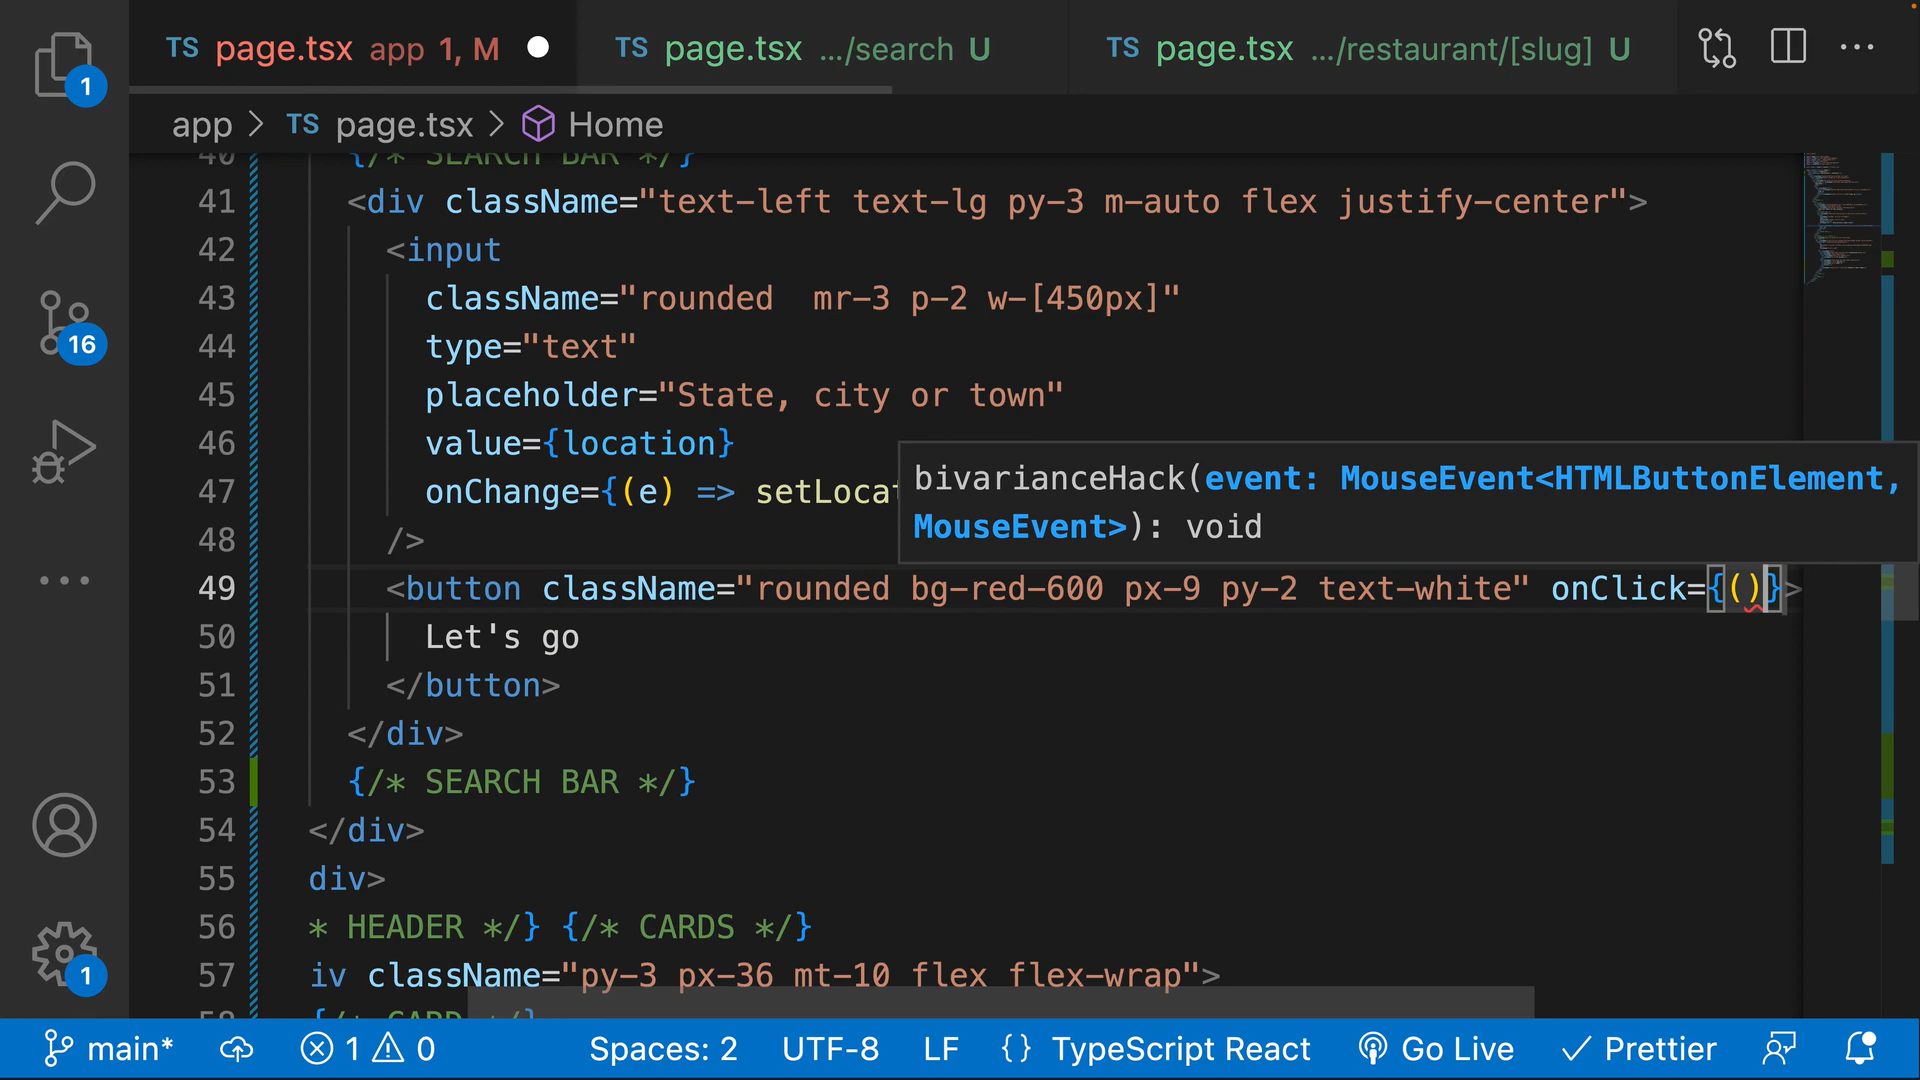 TS page.tsx app 1, M TS page.tsx .../search U TS page.tsx .../restaurant/[slug] U
1
app > TS page.tsx > Home
40 {/* SEARCH BAR */}
41 <div className="text-left text-lg py-3 m-auto flex justify-center">
42 <input
43 className="rounded  mr-3 p-2 w-[450px]"
16
44 type="text"
45 placeholder="State, city or town"
46 value={location}
bivarianceHack(event: MouseEvent<HTMLButtonElement,
47 onChange={(e) => setLocat
MouseEvent>): void
48 />
49 <button className="rounded bg-red-600 px-9 py-2 text-white" onClick={()}>
50 Let's go
51 </button>
52 </div>
53 {/* SEARCH BAR */}
54 </div>
55 div>
56 * HEADER */} {/* CARDS */}
57 iv className="py-3 px-36 mt-10 flex flex-wrap">
1
58 {/* CARD */}
main* 1 0 Spaces: 2 UTF-8 LF {} TypeScript React Go Live Prettier